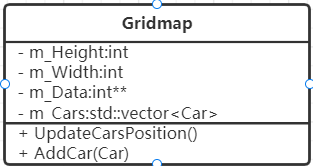 Gridmap
- m_Height:int
- m_Width:int
- m_Data:int**
- m_Cars:std::vector<Car>
+ UpdateCarsPosition()
+ AddCar(Car)